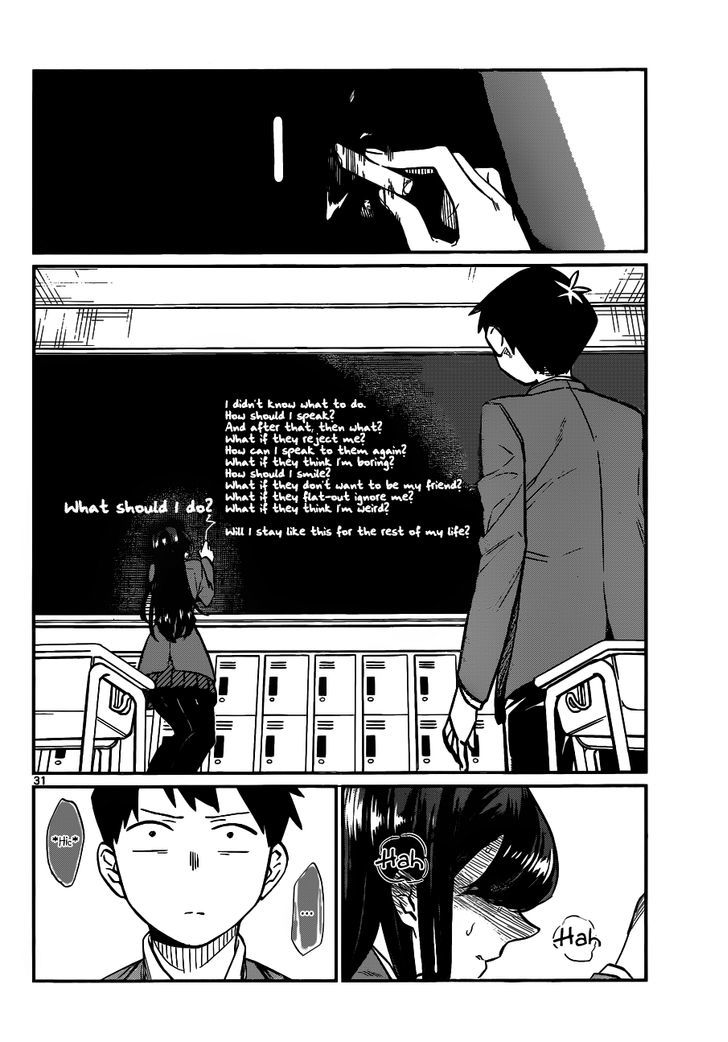 I didn't know what to do.
How should I speak?
And after that, then what?
What if they reject me?
How can I speak to them again?
What if they think I'm boring?
How should I smile?
What if they don't want to be my friend?
What if they flat-out ignore me?
What if they think I'm weird?
What should I do?
Will I stay like this for the rest of my life?
31
*Hic*
...
Hah
Hah